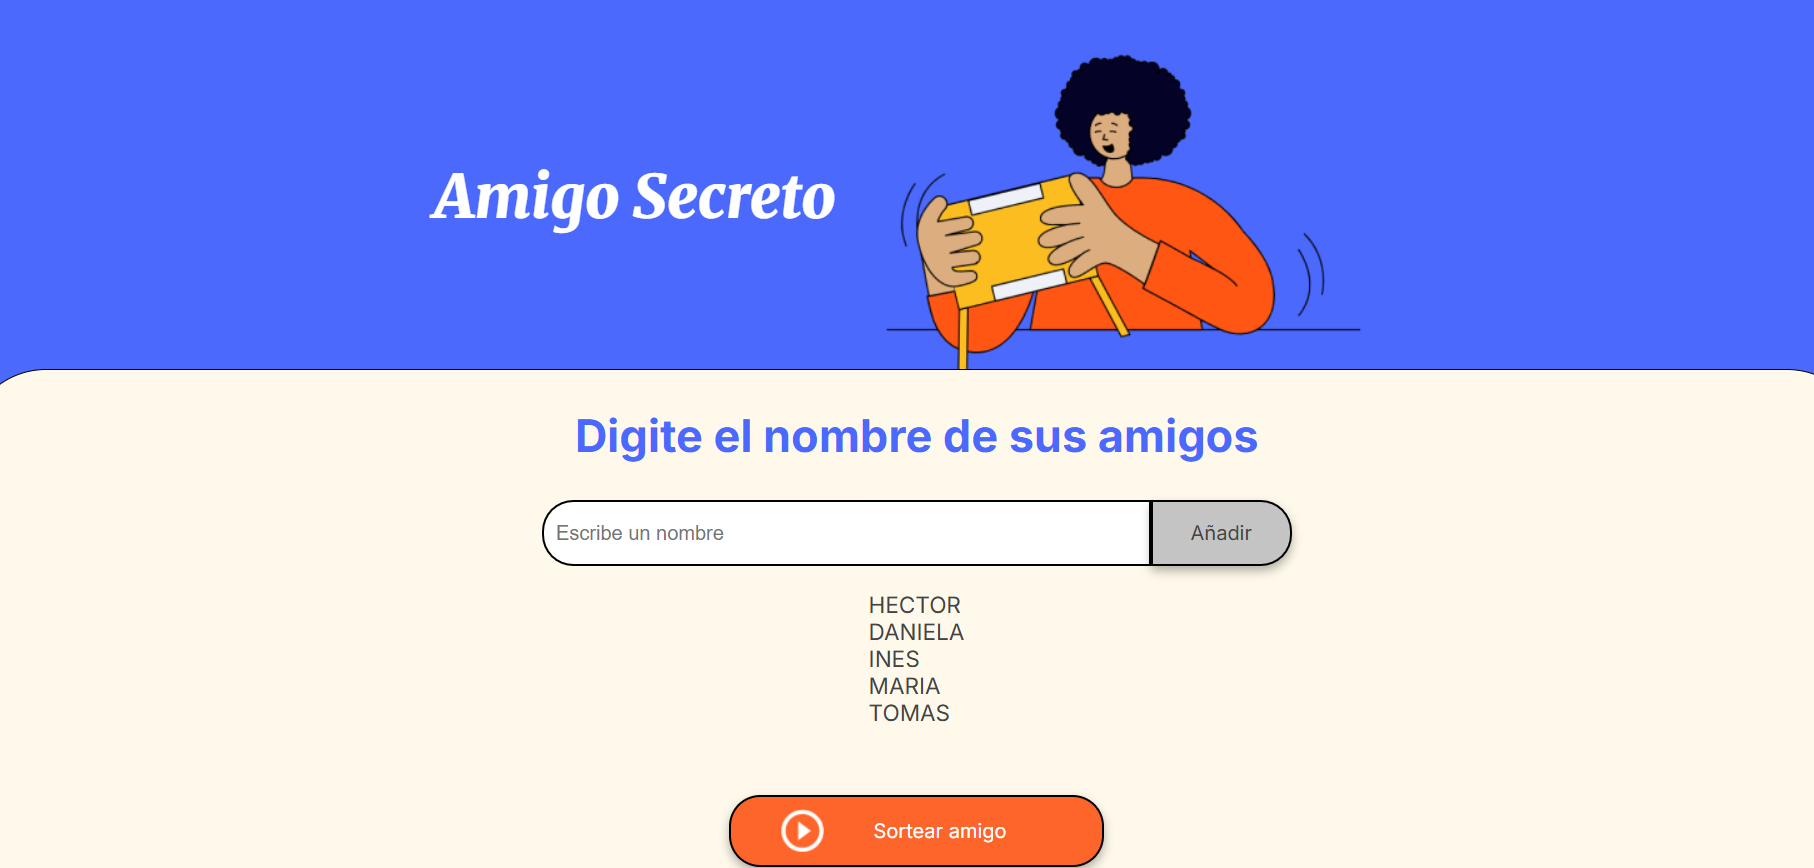 Amigo Secreto
Digite el nombre de sus amigos
Escribe un nombre
Añadir
HECTOR
DANIELA
INES
MARIA
TOMAS
Sortear amigo